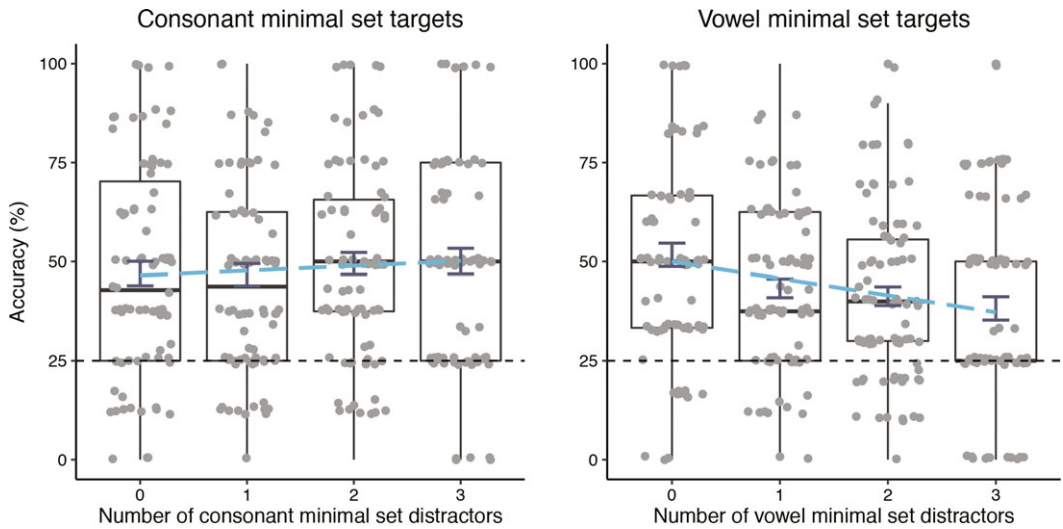 Consonant minimal set targets
Vowel minimal set targets
Accuracy (%)
100
75
50
25
0
0 1 2 3
Number of consonant minimal set distractors
100
75
50
25
0
0 1 2 3
Number of vowel minimal set distractors